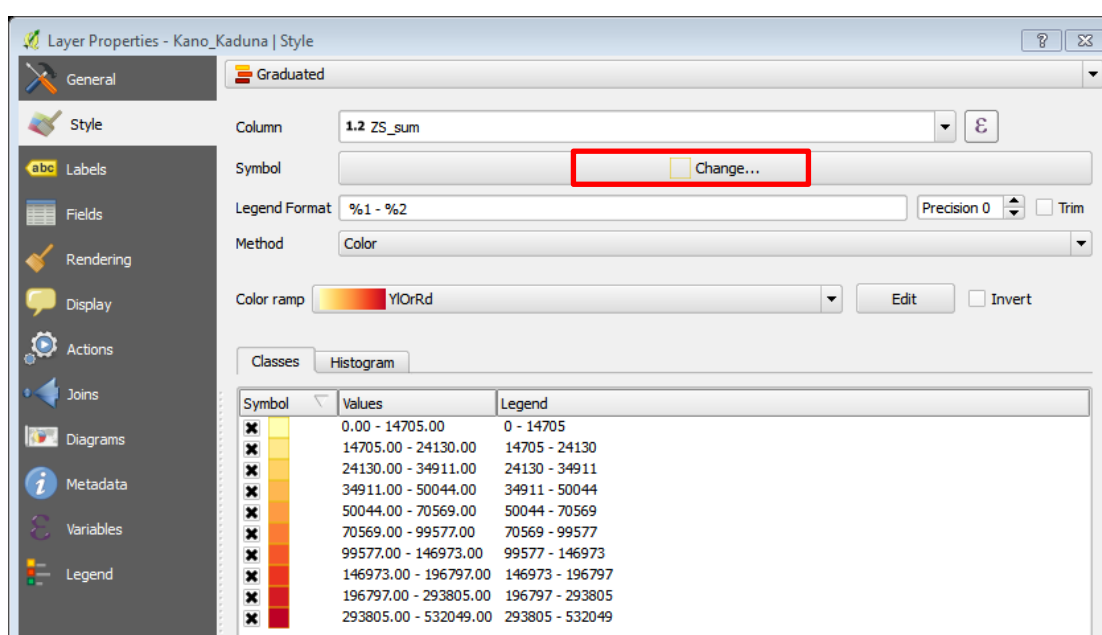 Layer Properties - Kano_Kaduna | Style
General
Style
Labels
Fields
Rendering
Display
Actions
Joins
Diagrams
Metadata
Variables
Legend
Graduated
Column 1.2 ZS_sum ε
Symbol Change...
Legend Format %1 - %2 Precision 0 Trim
Method Color
Color ramp YlOrRd Edit Invert
Classes Histogram
Symbol Values Legend
0.00 - 14705.00 0 - 14705
14705.00 - 24130.00 14705 - 24130
24130.00 - 34911.00 24130 - 34911
34911.00 - 50044.00 34911 - 50044
50044.00 - 70569.00 50044 - 70569
70569.00 - 99577.00 70569 - 99577
99577.00 - 146973.00 99577 - 146973
146973.00 - 196797.00 146973 - 196797
196797.00 - 293805.00 196797 - 293805
293805.00 - 532049.00 293805 - 532049